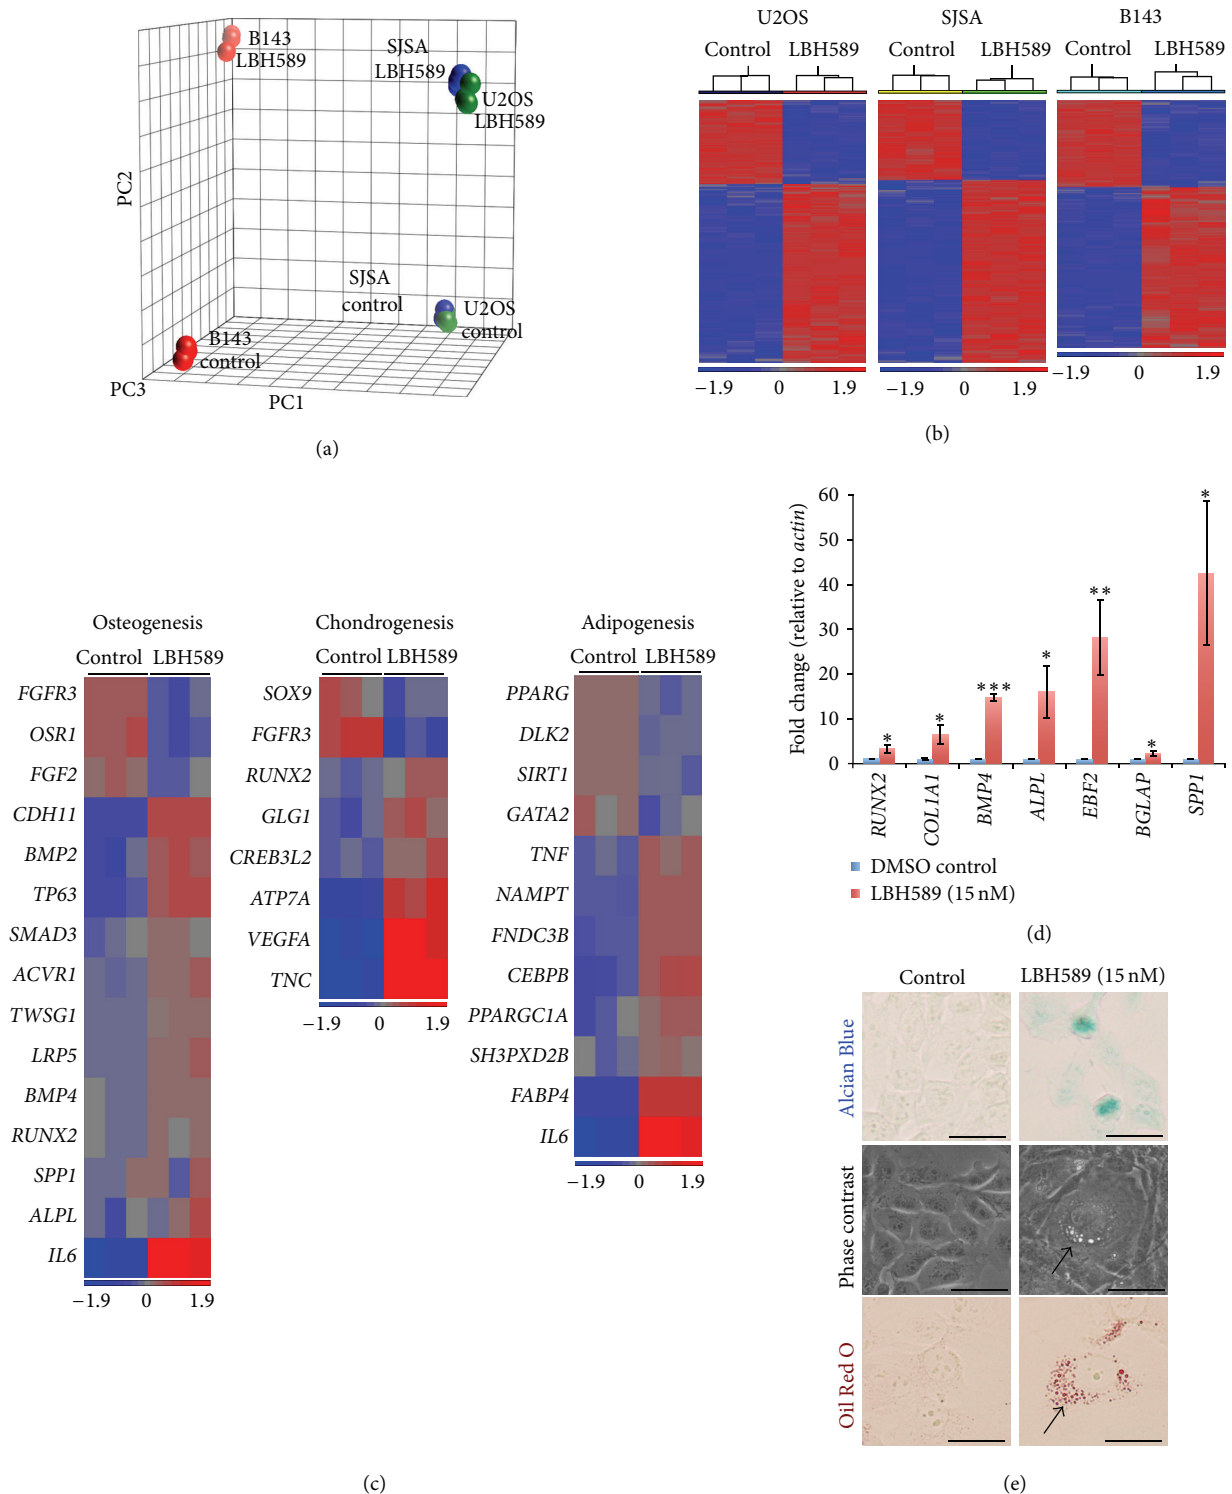 B143
LBH589
SJSA
LBH589
U2OS
LBH589
PC2
SJSA
control
U2OS
control
B143
control
PC3
PC1
(a)
U2OS SJSA B143
Control LBH589 Control LBH589 Control LBH589
−1.9 0 1.9 −1.9 0 1.9 −1.9 0 1.9
(b)
Osteogenesis
Control LBH589
FGFR3
OSR1
FGF2
CDH11
BMP2
TP63
SMAD3
ACVR1
TWSG1
LRP5
BMP4
RUNX2
SPP1
ALPL
IL6
−1.9 0 1.9
Chondrogenesis
Control LBH589
SOX9
FGFR3
RUNX2
GLG1
CREB3L2
ATP7A
VEGFA
TNC
−1.9 0 1.9
Adipogenesis
Control LBH589
PPARG
DLK2
SIRT1
GATA2
TNF
NAMPT
FNDC3B
CEBPB
PPARGC1A
SH3PXD2B
FABP4
IL6
−1.9 0 1.9
(c)
Fold change (relative to actin)
60
50
40
30
20
10
0
* * *** * ** * *
RUNX2 COL1A1 BMP4 ALPL EBF2 BGLAP SPP1
DMSO control
LBH589 (15 nM)
(d)
Control LBH589 (15 nM)
Alcian Blue
Phase contrast
Oil Red O
(e)